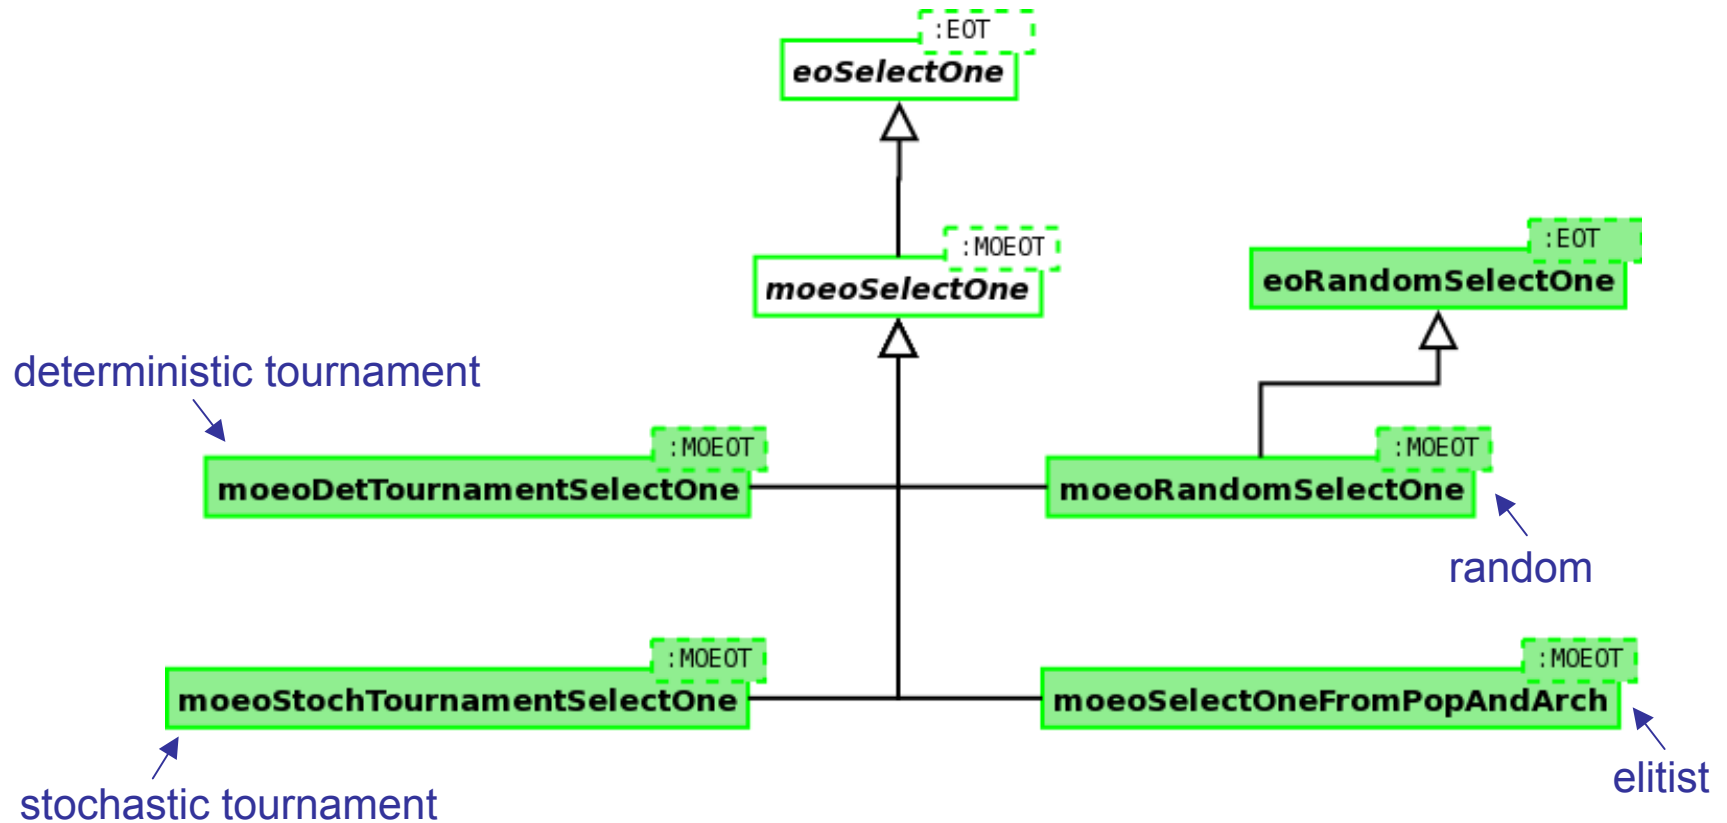 :EOT
eoSelectOne
:MOEOT
moeoSelectOne
:EOT
eoRandomSelectOne
deterministic tournament
:MOEOT
moeoDetTournamentSelectOne
:MOEOT
moeoRandomSelectOne
random
:MOEOT
moeoStochTournamentSelectOne
:MOEOT
moeoSelectOneFromPopAndArch
elitist
stochastic tournament